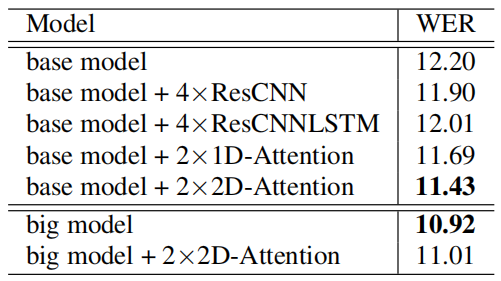 Model WER
base model 12.20
base model + 4×ResCNN 11.90
base model + 4×ResCNNLSTM 12.01
base model + 2×1D-Attention 11.69
base model + 2×2D-Attention 11.43
big model 10.92
big model + 2×2D-Attention 11.01